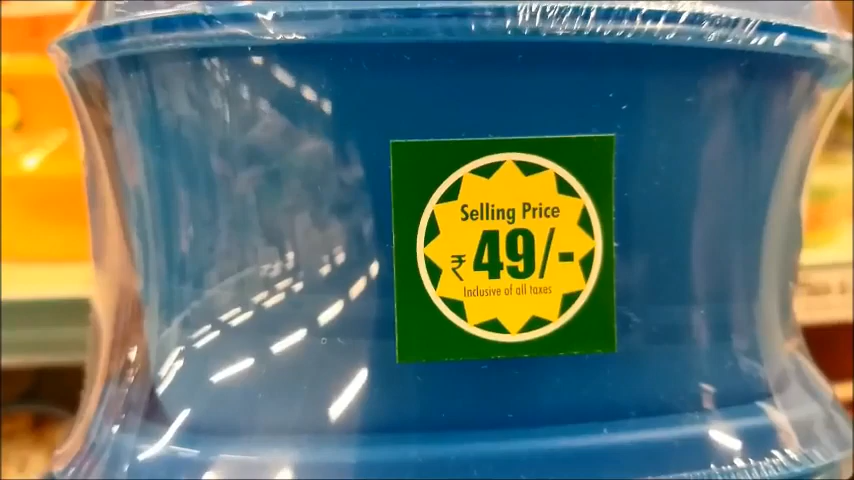 Selling Price
₹ 49/-
Inclusive of all taxes